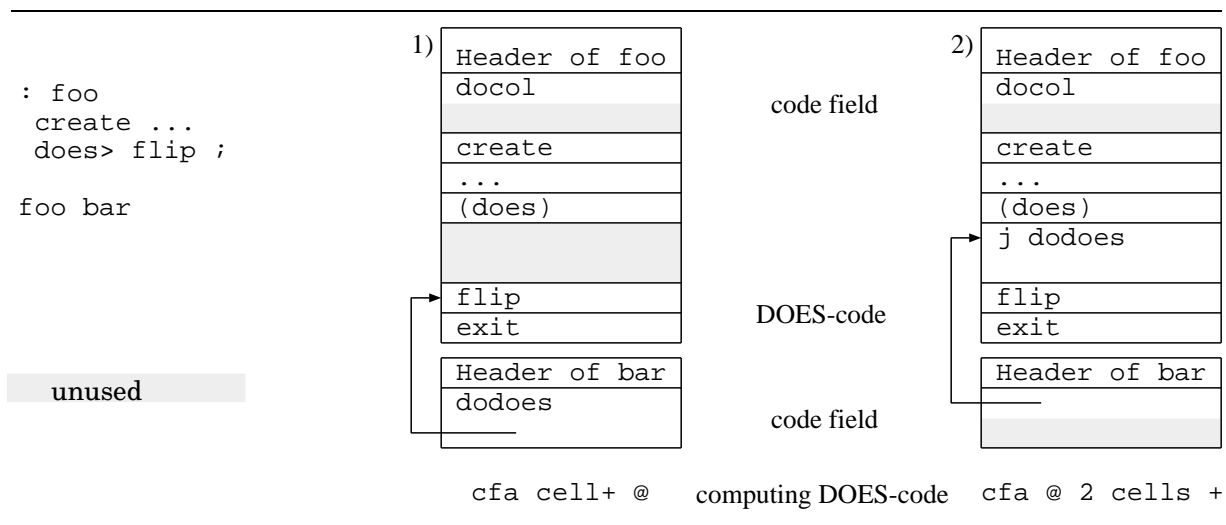 : foo
create ...
does> flip ;
foo bar
unused
1)
Header of foo
docol
create
...
(does)
flip
exit
Header of bar
dodoes
cfa cell+ @
code field
DOES-code
code field
computing DOES-code
2)
Header of foo
docol
create
...
(does)
j dodoes
flip
exit
Header of bar
cfa @ 2 cells +